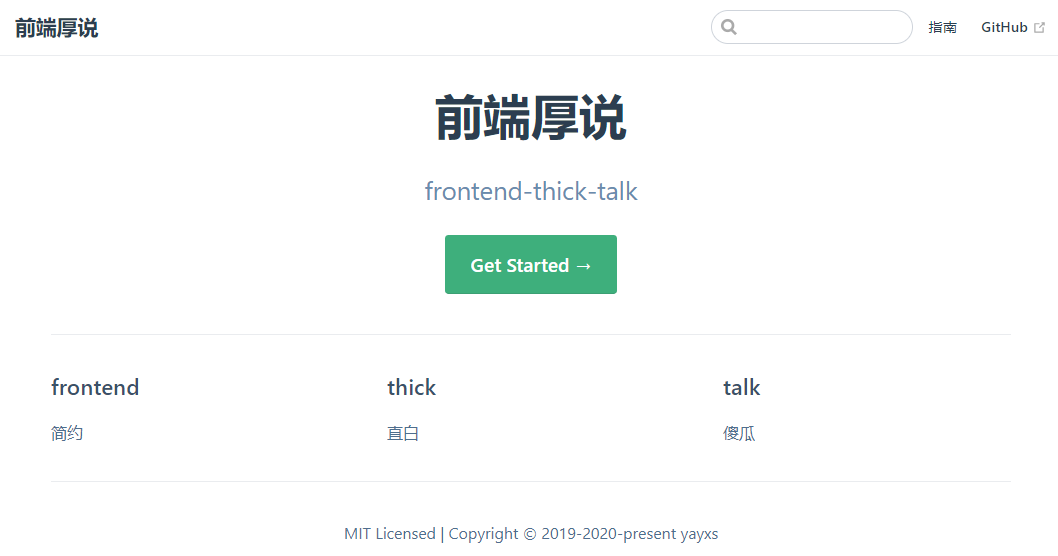 前端厚说
指南 GitHub
前端厚说
frontend-thick-talk
Get Started →
frontend thick talk
简约 直白 傻瓜
MIT Licensed | Copyright © 2019-2020-present yayxs